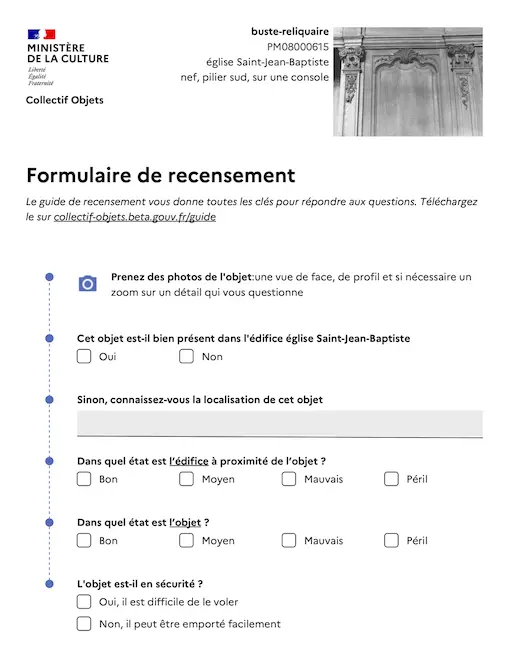 MINISTÈRE
DE LA CULTURE
Liberté
Égalité
Fraternité
Collectif Objets
buste-reliquaire
PM08000615
église Saint-Jean-Baptiste
nef, pilier sud, sur une console
Formulaire de recensement
Le guide de recensement vous donne toutes les clés pour répondre aux questions. Téléchargez
le sur collectif-objets.beta.gouv.fr/guide
Prenez des photos de l'objet:une vue de face, de profil et si nécessaire un
zoom sur un détail qui vous questionne
Cet objet est-il bien présent dans l'édifice église Saint-Jean-Baptiste
Oui Non
Sinon, connaissez-vous la localisation de cet objet
Dans quel état est l’édifice à proximité de l’objet ?
Bon Moyen Mauvais Péril
Dans quel état est l’objet ?
Bon Moyen Mauvais Péril
L'objet est-il en sécurité ?
Oui, il est difficile de le voler
Non, il peut être emporté facilement